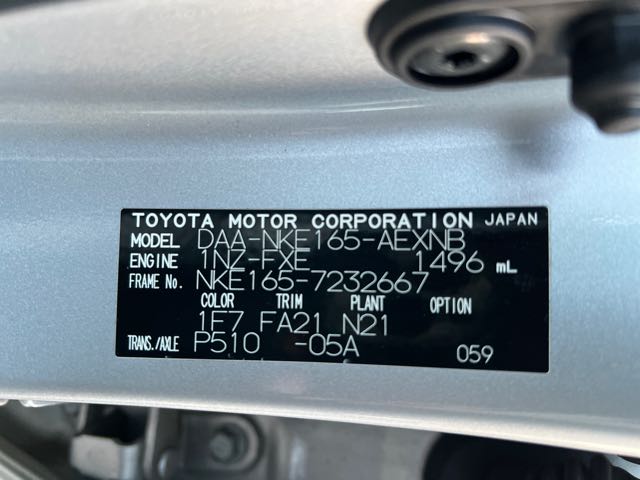 TOYOTA MOTOR CORPORATION JAPAN
MODEL DAA-NKE165-AEXNB
ENGINE 1NZ-FXE 1496 mL
FRAME No. NKE165-7232667
COLOR TRIM PLANT OPTION
1F7 FA21 N21
TRANS./AXLE P510 -05A 059